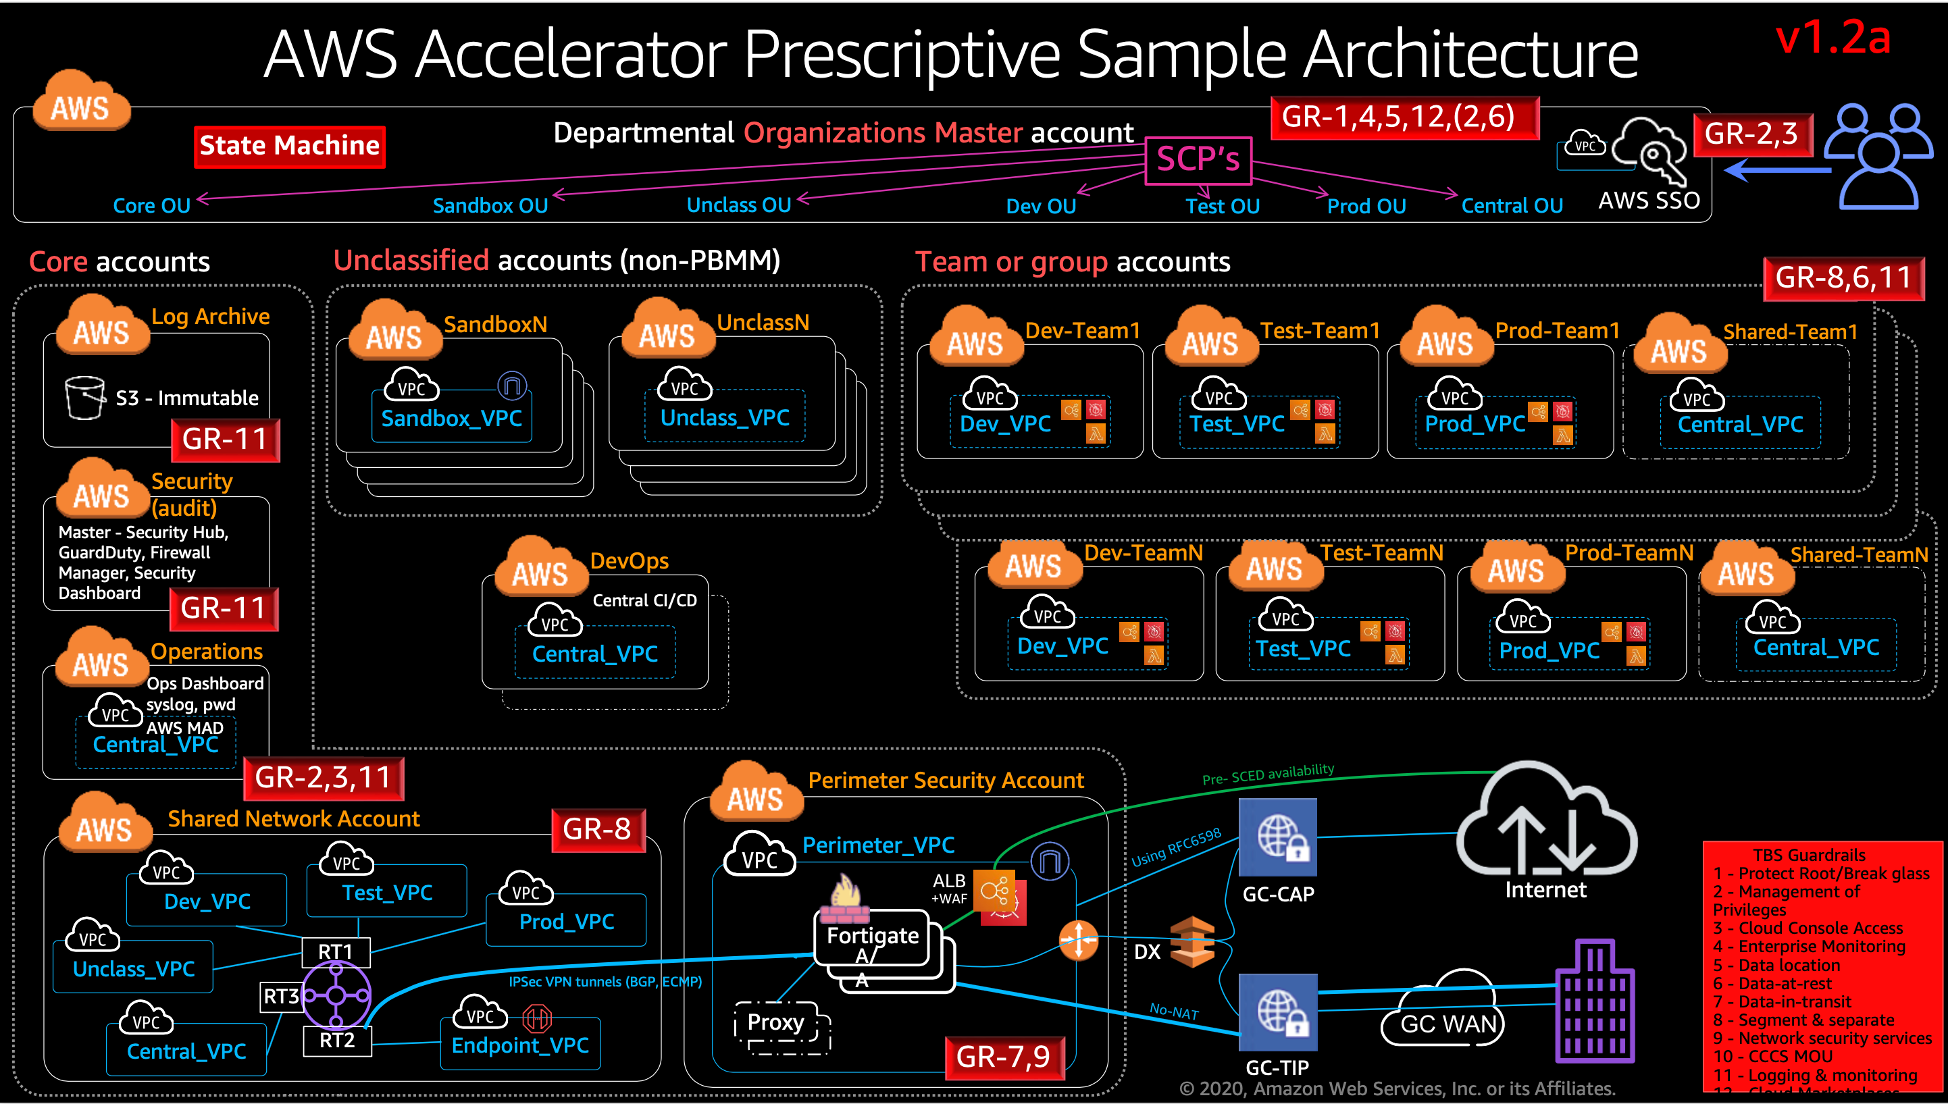 AWS Accelerator Prescriptive Sample Architecture
v1.2a
AWS
State Machine
Departmental Organizations Master account
GR-1,4,5,12,(2,6)
SCP's
VPC
AWS SSO
GR-2,3
Core OU
Sandbox OU
Unclass OU
Dev OU
Test OU
Prod OU
Central OU
Core accounts
AWS
Log Archive
S3 - Immutable
GR-11
AWS
Security
(audit)
Master - Security Hub,
GuardDuty, Firewall
Manager, Security
Dashboard
GR-11
AWS
Operations
Ops Dashboard
syslog, pwd
VPC
AWS MAD
Central_VPC
GR-2,3,11
Unclassified accounts (non-PBMM)
AWS
SandboxN
VPC
Sandbox_VPC
AWS
UnclassN
VPC
Unclass_VPC
AWS
DevOps
Central CI/CD
VPC
Central_VPC
Team or group accounts
GR-8,6,11
AWS
Dev-Team1
VPC
Dev_VPC
AWS
Test-Team1
VPC
Test_VPC
AWS
Prod-Team1
VPC
Prod_VPC
AWS
Shared-Team1
VPC
Central_VPC
AWS
Dev-TeamN
VPC
Dev_VPC
AWS
Test-TeamN
VPC
Test_VPC
AWS
Prod-TeamN
VPC
Prod_VPC
AWS
Shared-TeamN
VPC
Central_VPC
AWS
Shared Network Account
GR-8
VPC
Dev_VPC
VPC
Test_VPC
VPC
Prod_VPC
VPC
Unclass_VPC
RT1
RT3
RT2
VPC
Central_VPC
VPC
Endpoint_VPC
IPSec VPN tunnels (BGP, ECMP)
AWS
Perimeter Security Account
VPC
Perimeter_VPC
ALB
+WAF
Fortigate
A/
A
Proxy
GR-7,9
Pre- SCED availability
Using RFC6598
GC-CAP
Internet
DX
No-NAT
GC-TIP
GC WAN
TBS Guardrails
1 - Protect Root/Break glass
2 - Management of
Privileges
3 - Cloud Console Access
4 - Enterprise Monitoring
5 - Data location
6 - Data-at-rest
7 - Data-in-transit
8 - Segment & separate
9 - Network security services
10 - CCCS MOU
11 - Logging & monitoring
12 - Cloud Marketplaces
© 2020, Amazon Web Services, Inc. or its Affiliates.